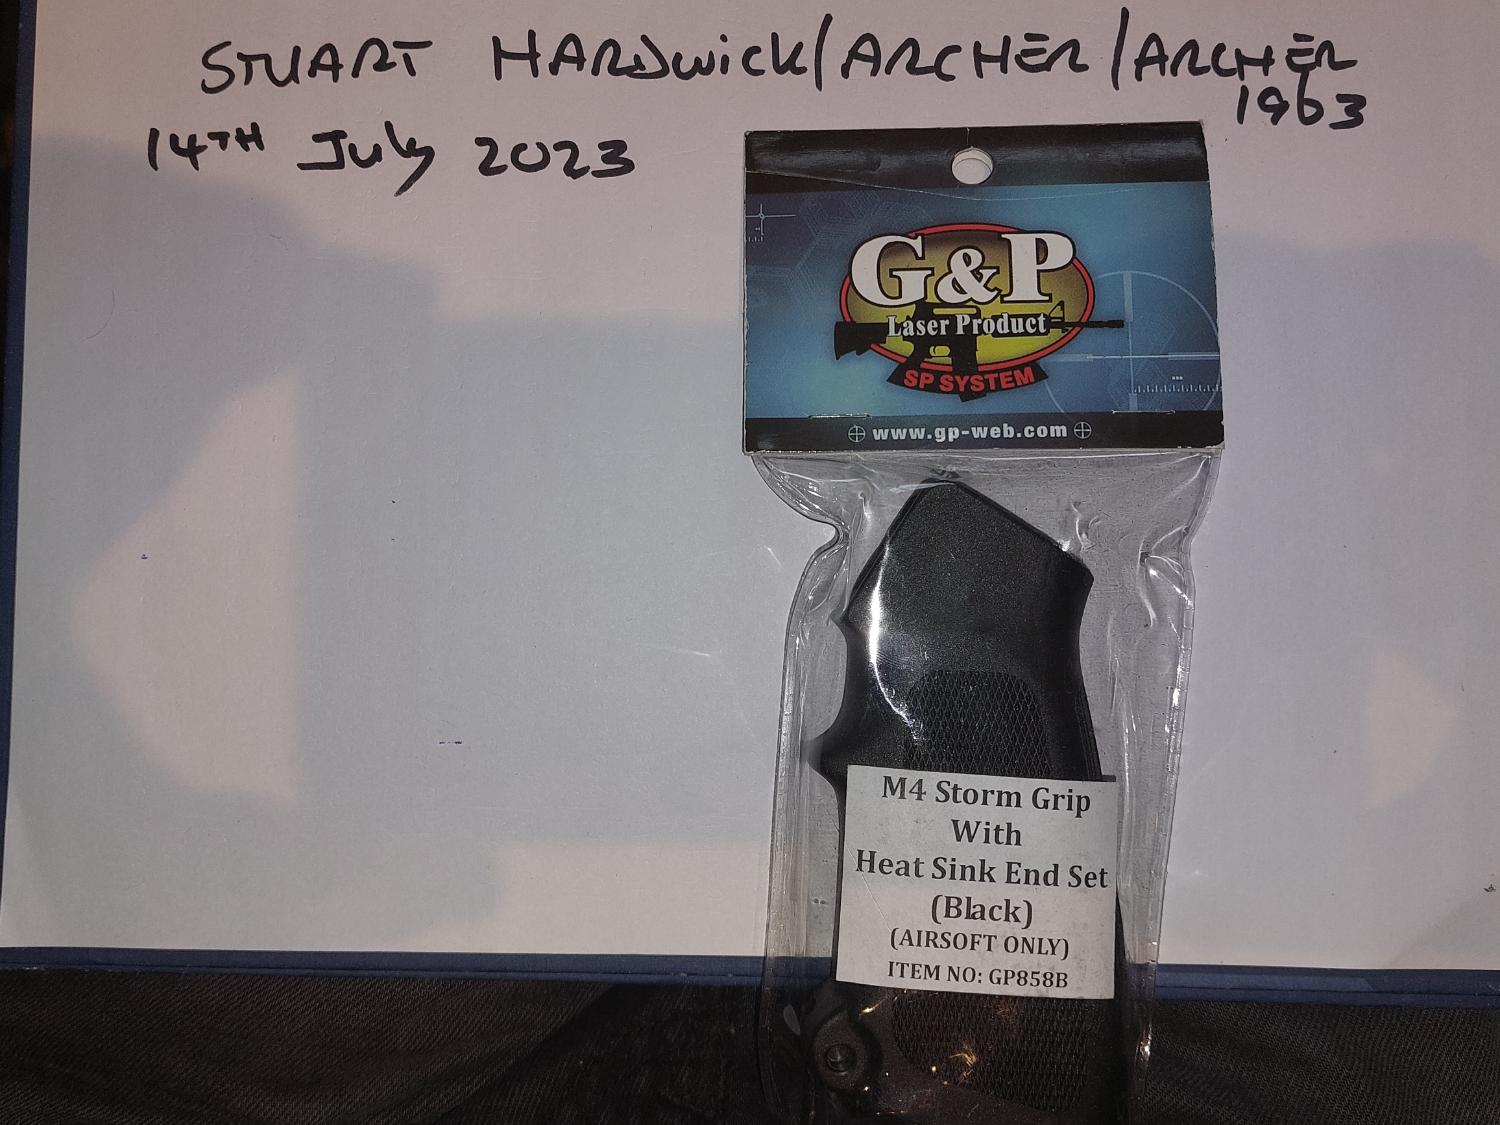 STUART HARDWICK/ARCHER/ARCHER
1963
14TH July 2023
G&P
Laser Product
SP SYSTEM
www.gp-web.com
M4 Storm Grip
With
Heat Sink End Set
(Black)
(AIRSOFT ONLY)
ITEM NO: GP858B